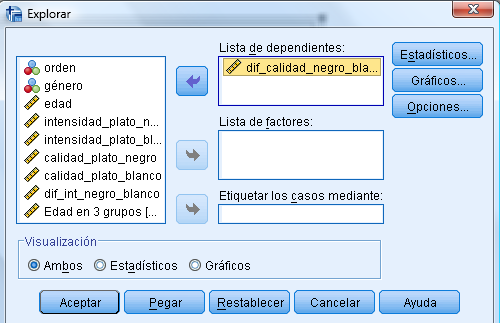 Explorar
orden
género
edad
intensidad_plato_n...
intensidad_plato_bl...
calidad_plato_negro
calidad_plato_blanco
dif_int_negro_blanco
Edad en 3 grupos [...
Lista de dependientes:
dif_calidad_negro_bla...
Lista de factores:
Etiquetar los casos mediante:
Estadísticos...
Gráficos...
Opciones...
Visualización
Ambos Estadísticos Gráficos
Aceptar Pegar Restablecer Cancelar Ayuda